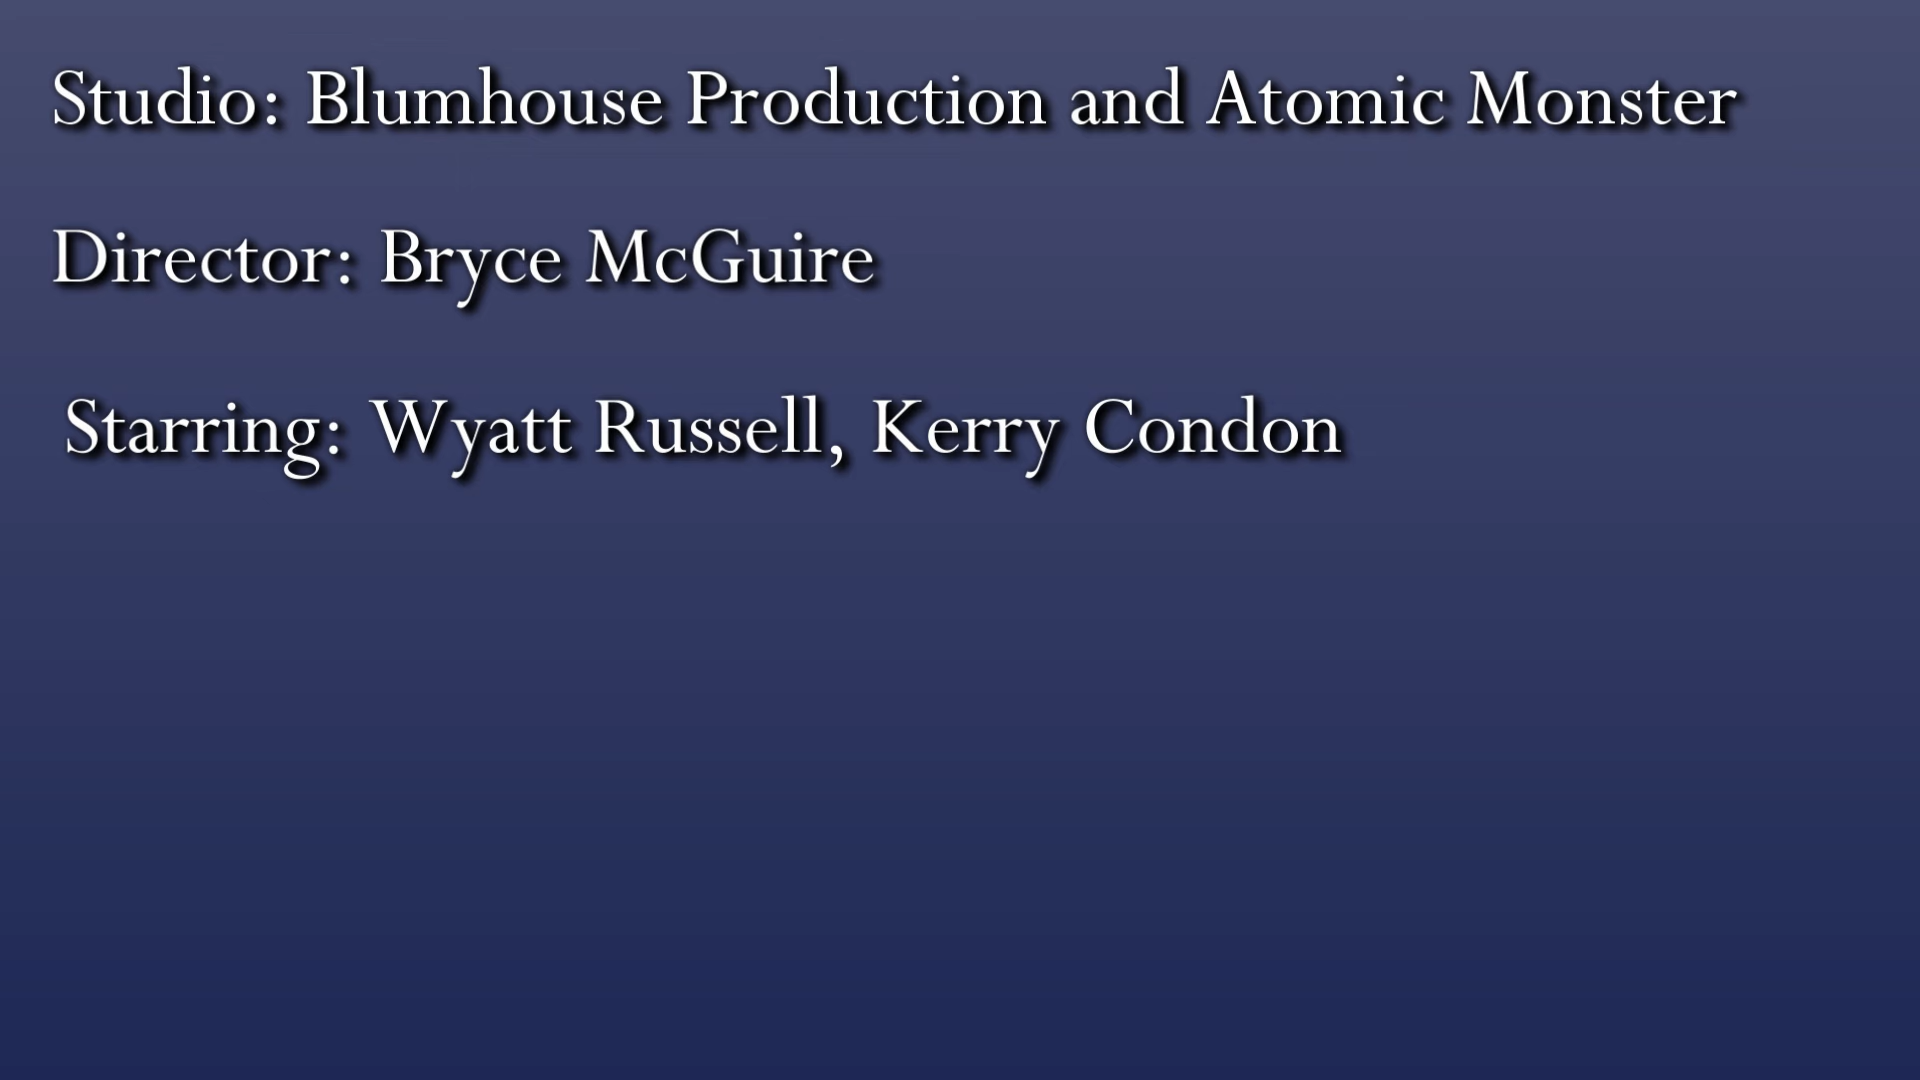 Studio: Blumhouse Production and Atomic Monster
Director: Bryce McGuire
Starring: Wyatt Russell, Kerry Condon